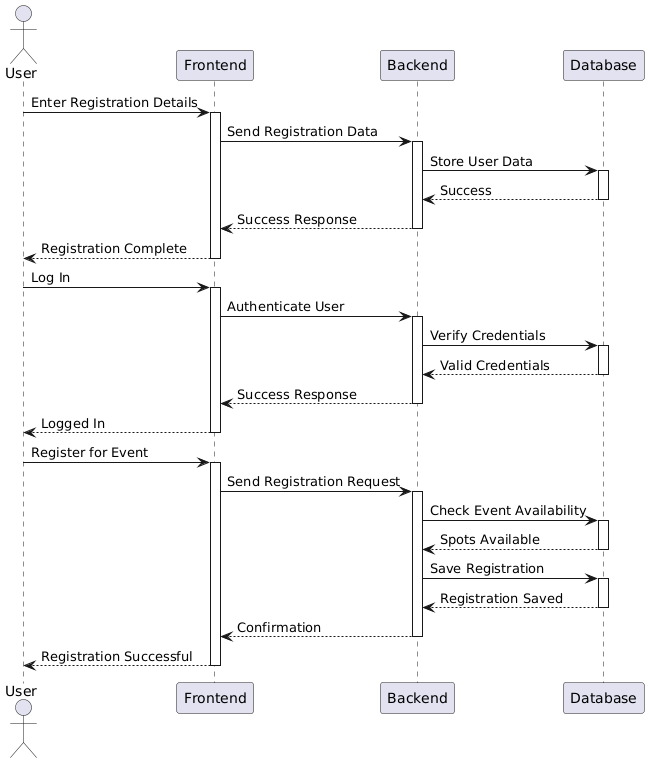 User
Frontend
Backend
Database
Enter Registration Details
Send Registration Data
Store User Data
Success
Success Response
Registration Complete
Log In
Authenticate User
Verify Credentials
Valid Credentials
Success Response
Logged In
Register for Event
Send Registration Request
Check Event Availability
Spots Available
Save Registration
Registration Saved
Confirmation
Registration Successful
User
Frontend
Backend
Database